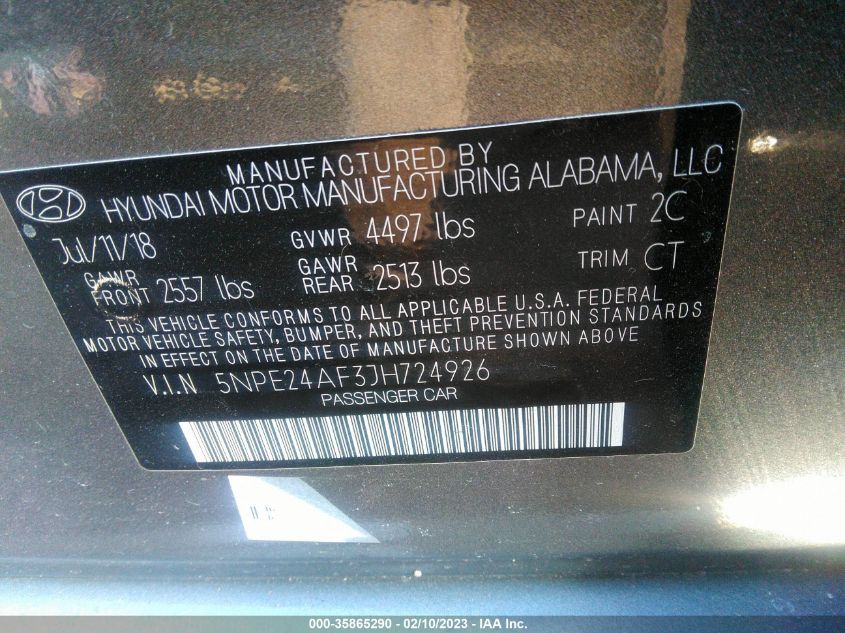 MANUFACTURED BY
HYUNDAI MOTOR MANUFACTURING ALABAMA, LLC
Jul/11/18 GVWR 4497 lbs PAINT 2C
GAWR FRONT 2557 lbs GAWR REAR 2513 lbs TRIM CT
THIS VEHICLE CONFORMS TO ALL APPLICABLE U.S.A. FEDERAL
MOTOR VEHICLE SAFETY, BUMPER, AND THEFT PREVENTION STANDARDS
IN EFFECT ON THE DATE OF MANUFACTURE SHOWN ABOVE
V.I.N 5NPE24AF3JH724926
PASSENGER CAR
000-35865290 - 02/10/2023 - IAA Inc.